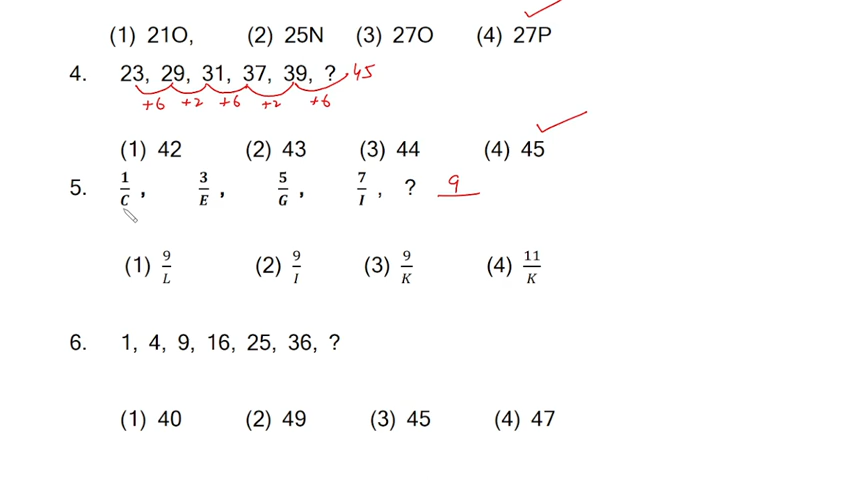 (1) 21O, (2) 25N (3) 27O (4) 27P
4. 23, 29, 31, 37, 39, ? 45
+6 +2 +6 +2 +6
(1) 42 (2) 43 (3) 44 (4) 45
5. 1/C, 3/E, 5/G, 7/I, ? 9
(1) 9/L (2) 9/I (3) 9/K (4) 11/K
6. 1, 4, 9, 16, 25, 36, ?
(1) 40 (2) 49 (3) 45 (4) 47